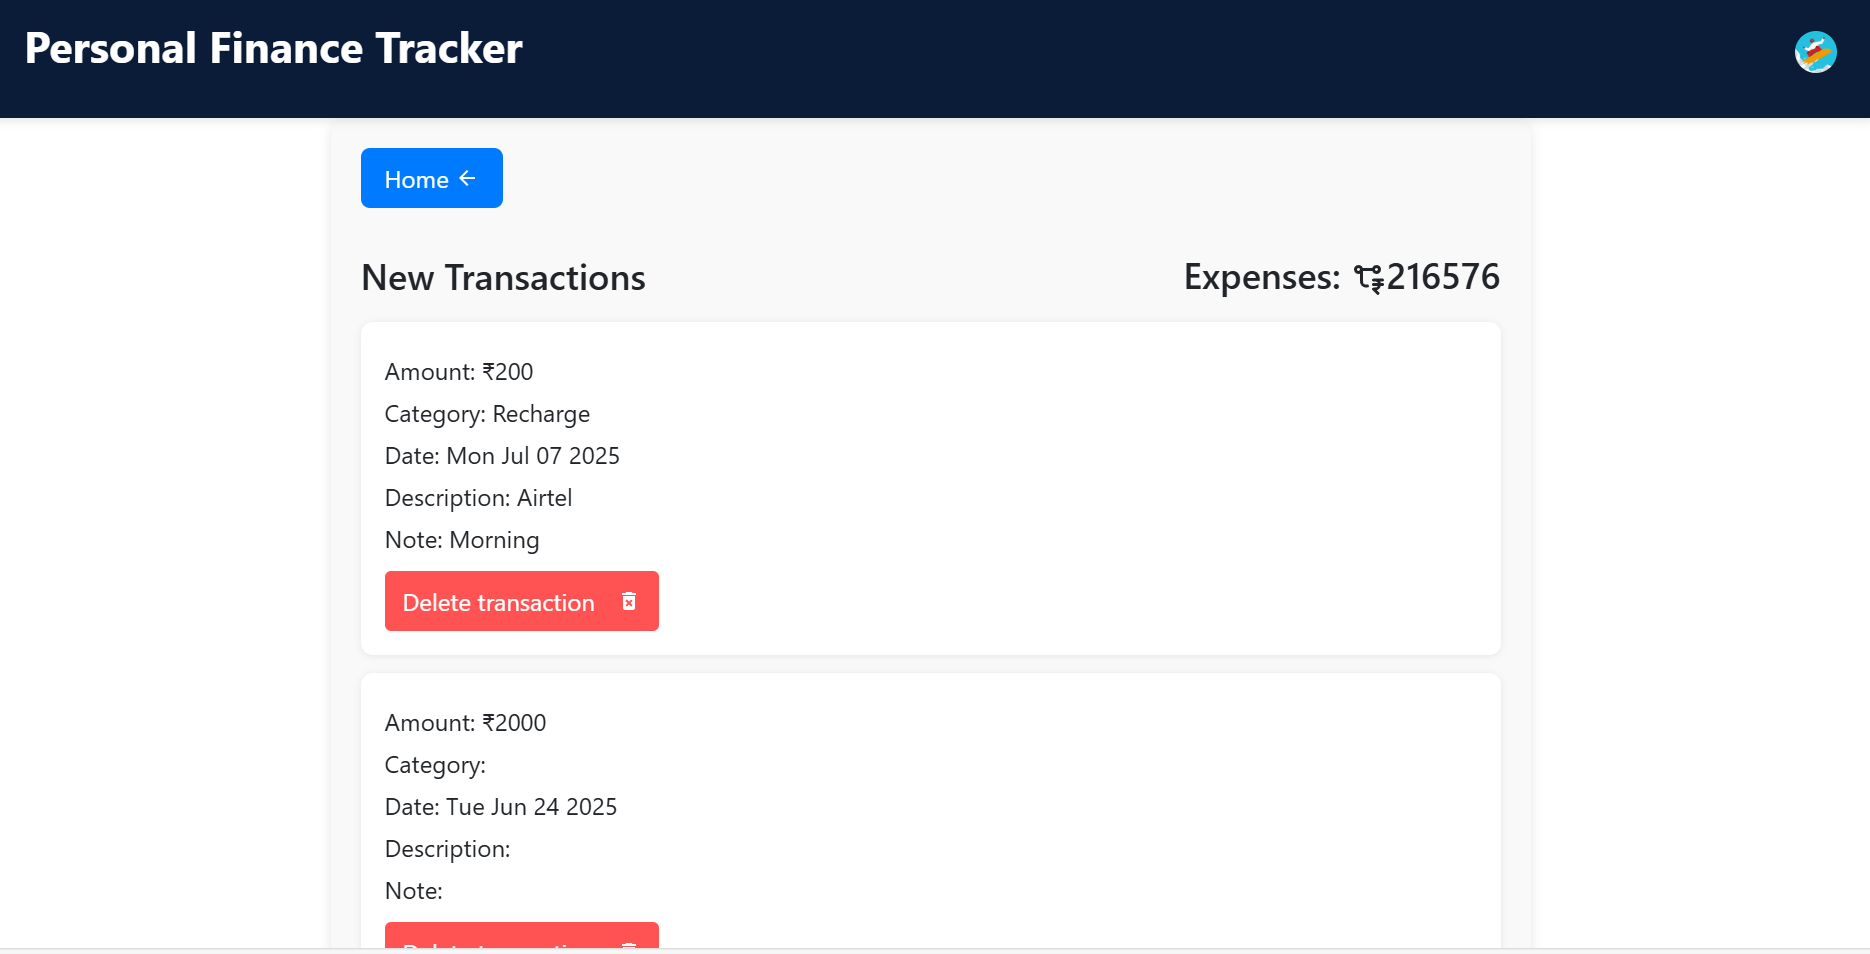 Personal Finance Tracker
Home ←
New Transactions
Expenses: 216576
Amount: ₹200
Category: Recharge
Date: Mon Jul 07 2025
Description: Airtel
Note: Morning
Delete transaction
Amount: ₹2000
Category:
Date: Tue Jun 24 2025
Description:
Note: